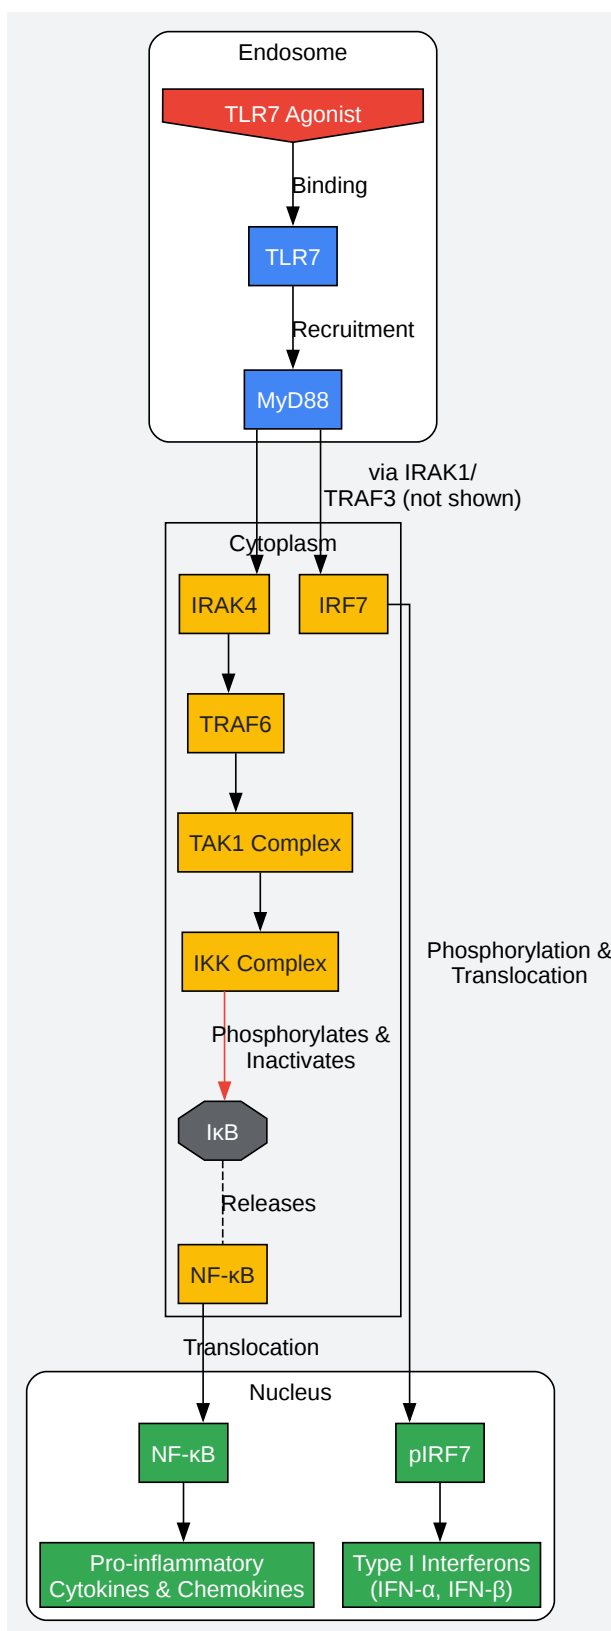 Endosome
TLR7 Agonist
Binding
TLR7
Recruitment
MyD88
via IRAK1/
TRAF3 (not shown)
Cytoplasm
IRAK4
IRF7
TRAF6
TAK1 Complex
IKK Complex
Phosphorylation &
Translocation
Phosphorylates &
Inactivates
IκB
Releases
NF-κB
Translocation
Nucleus
NF-κB
pIRF7
Pro-inflammatory
Cytokines & Chemokines
Type I Interferons
(IFN-α, IFN-β)